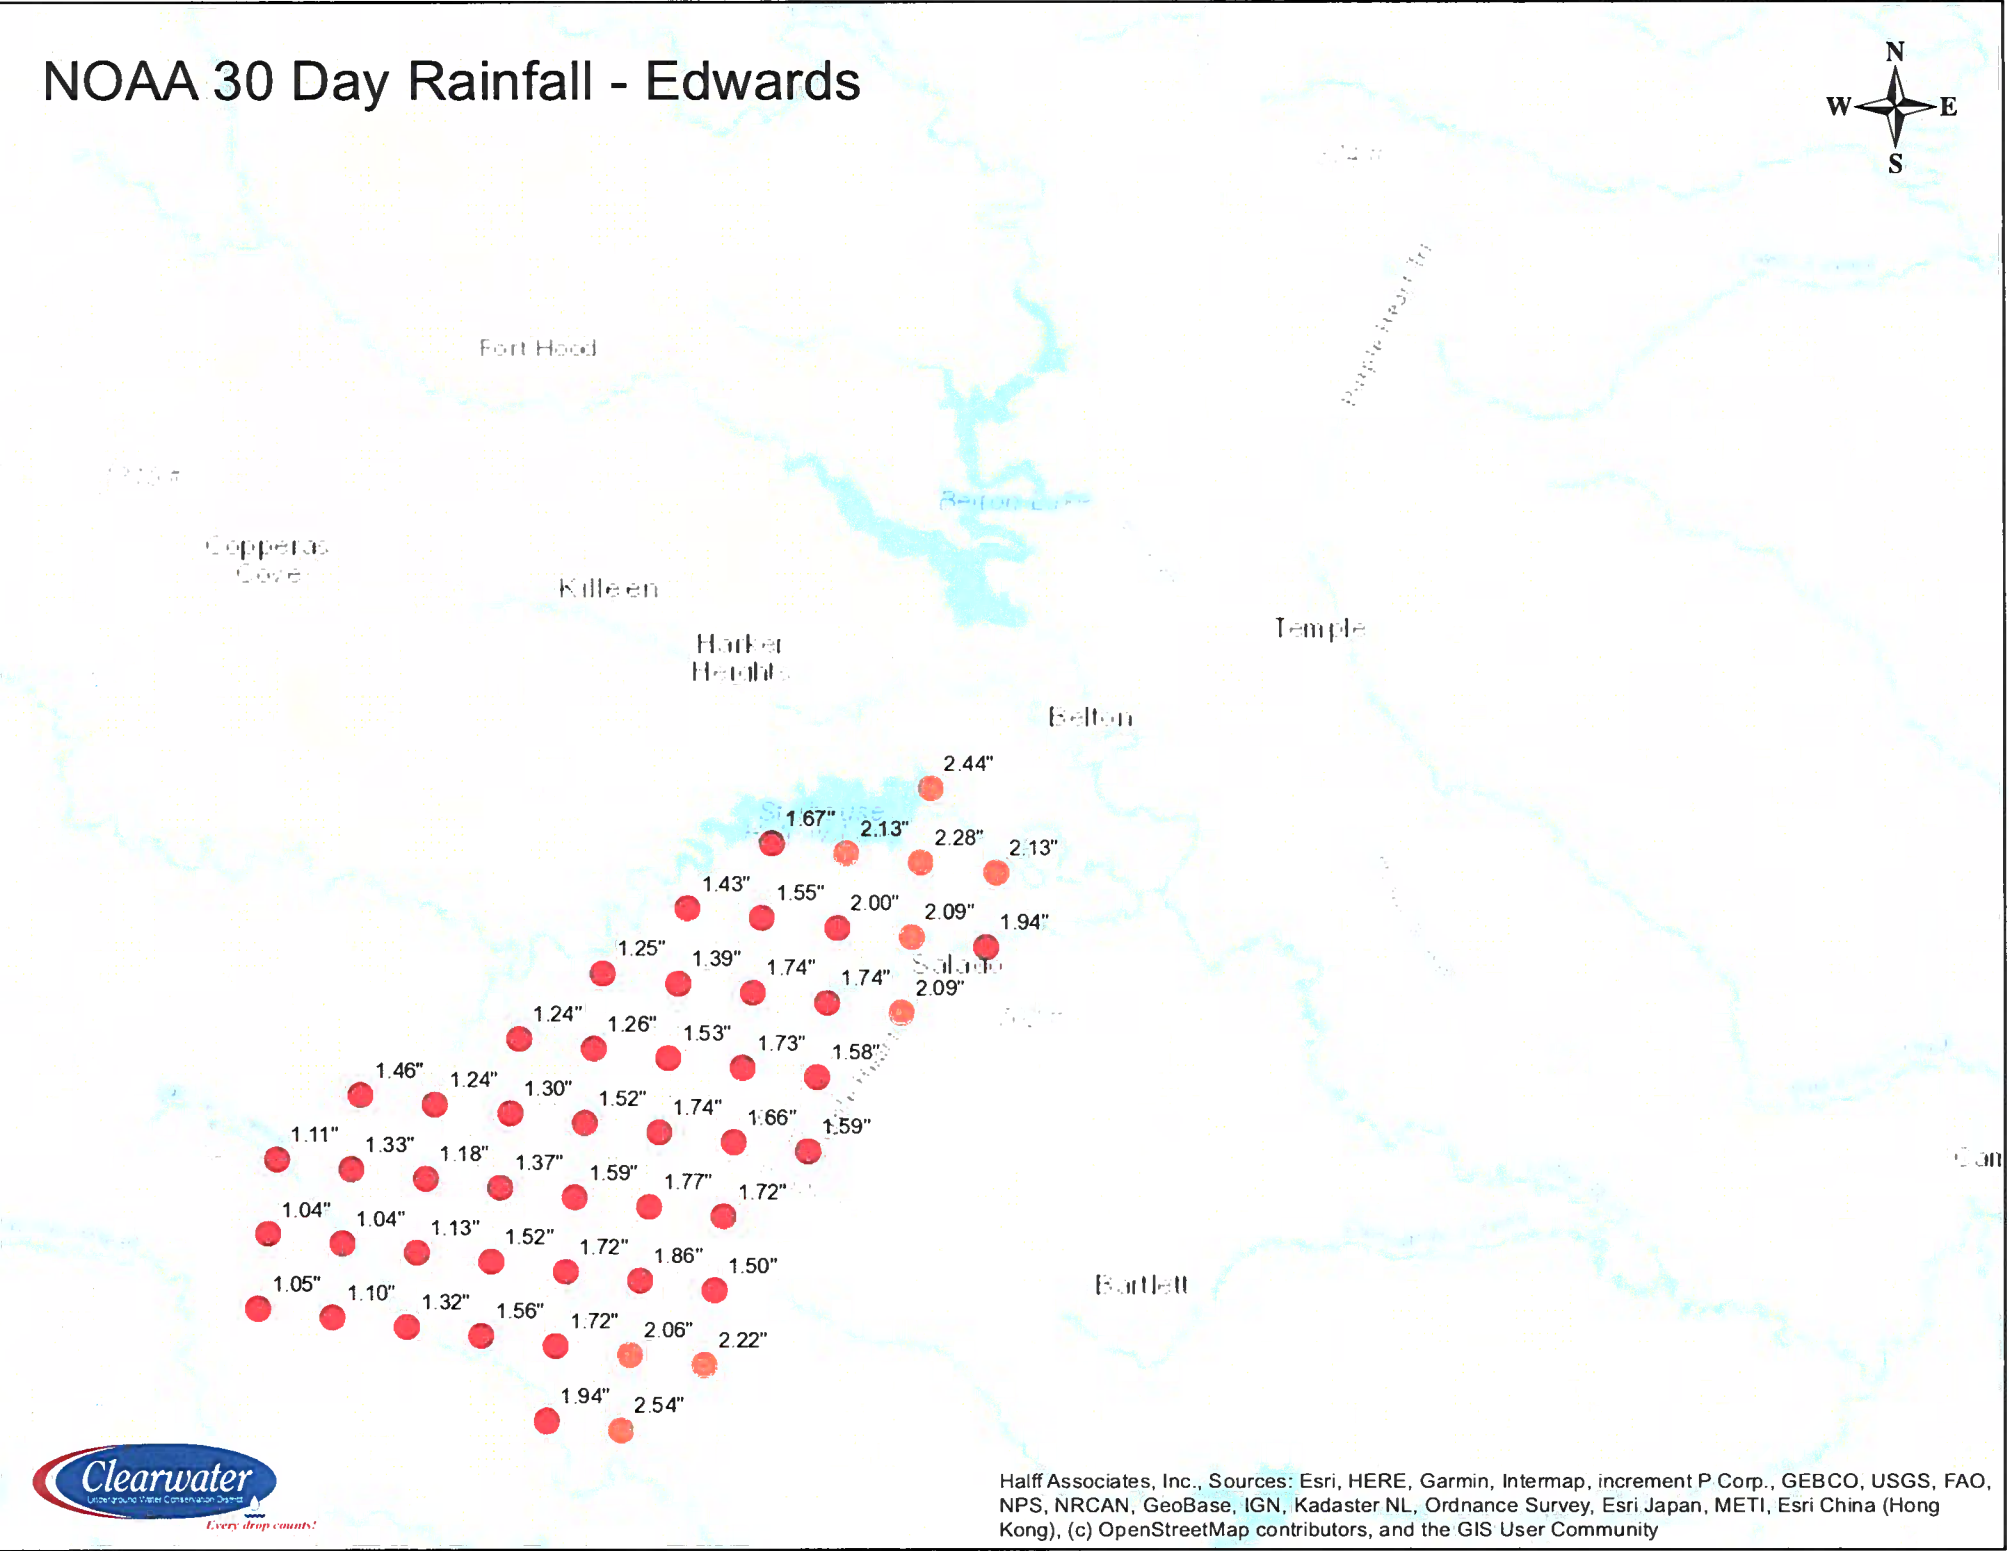 NOAA 30 Day Rainfall - Edwards
N
W E
S
Fort Hood
Belton Lake
Copperas
Cove
Killeen
Harker
Heights
Temple
Belton
2.44"
1.67"
2.13"
2.28"
2.13"
1.43"
1.55"
2.00"
2.09"
1.94"
1.25"
1.39"
1.74"
1.74"
Salado
2.09"
1.24"
1.26"
1.53"
1.73"
1.58"
1.46"
1.24"
1.30"
1.52"
1.74"
1.66"
1.59"
1.11"
1.33"
1.18"
1.37"
1.59"
1.77"
1.72"
1.04"
1.04"
1.13"
1.52"
1.72"
1.86"
1.50"
Bartlett
1.05"
1.10"
1.32"
1.56"
1.72"
2.06"
2.22"
1.94"
2.54"
Clearwater
Underground Water Conservation District
Every drop counts!
Halff Associates, Inc., Sources: Esri, HERE, Garmin, Intermap, increment P Corp., GEBCO, USGS, FAO,
NPS, NRCAN, GeoBase, IGN, Kadaster NL, Ordnance Survey, Esri Japan, METI, Esri China (Hong
Kong), (c) OpenStreetMap contributors, and the GIS User Community